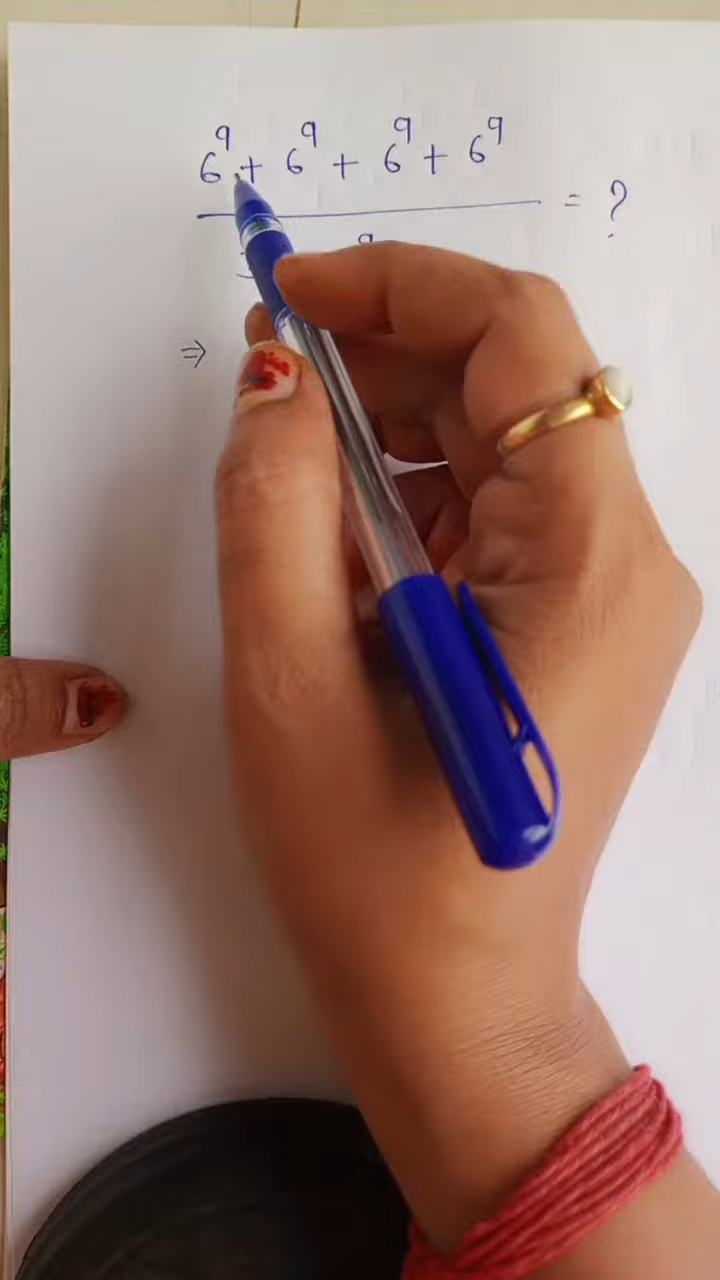 6⁹ + 6⁹ + 6⁹ + 6⁹
= ?
⇒